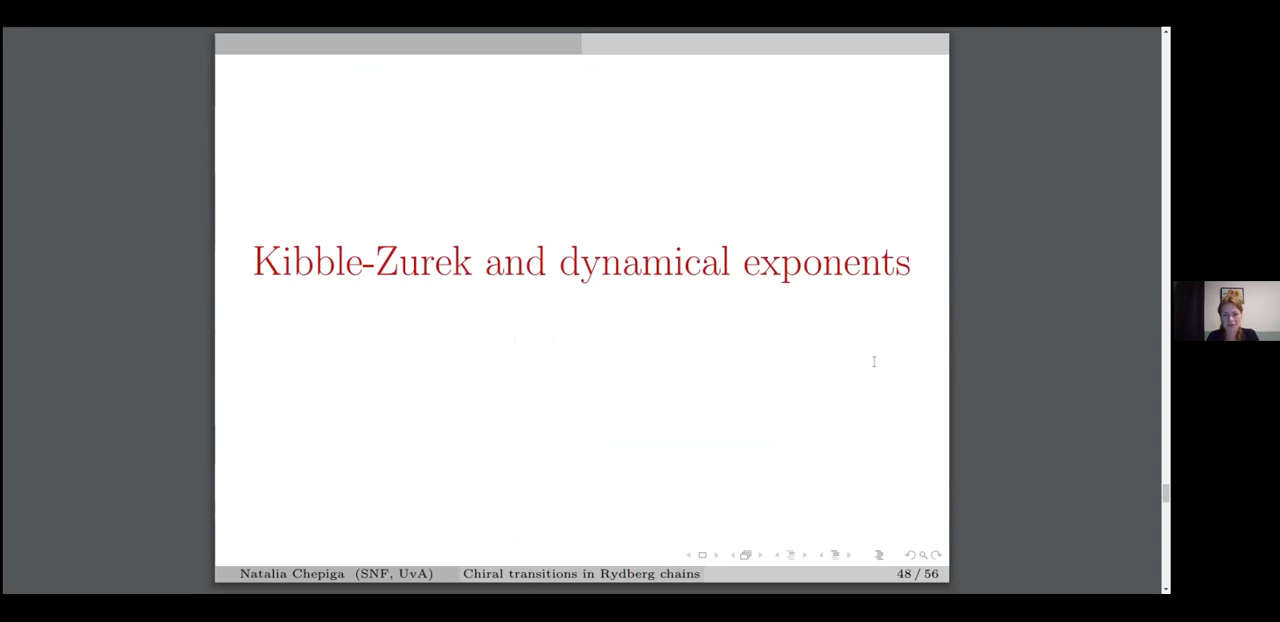 Kibble-Zurek and dynamical exponents
Natalia Chepiga (SNF, UvA) Chiral transitions in Rydberg chains 48 / 56